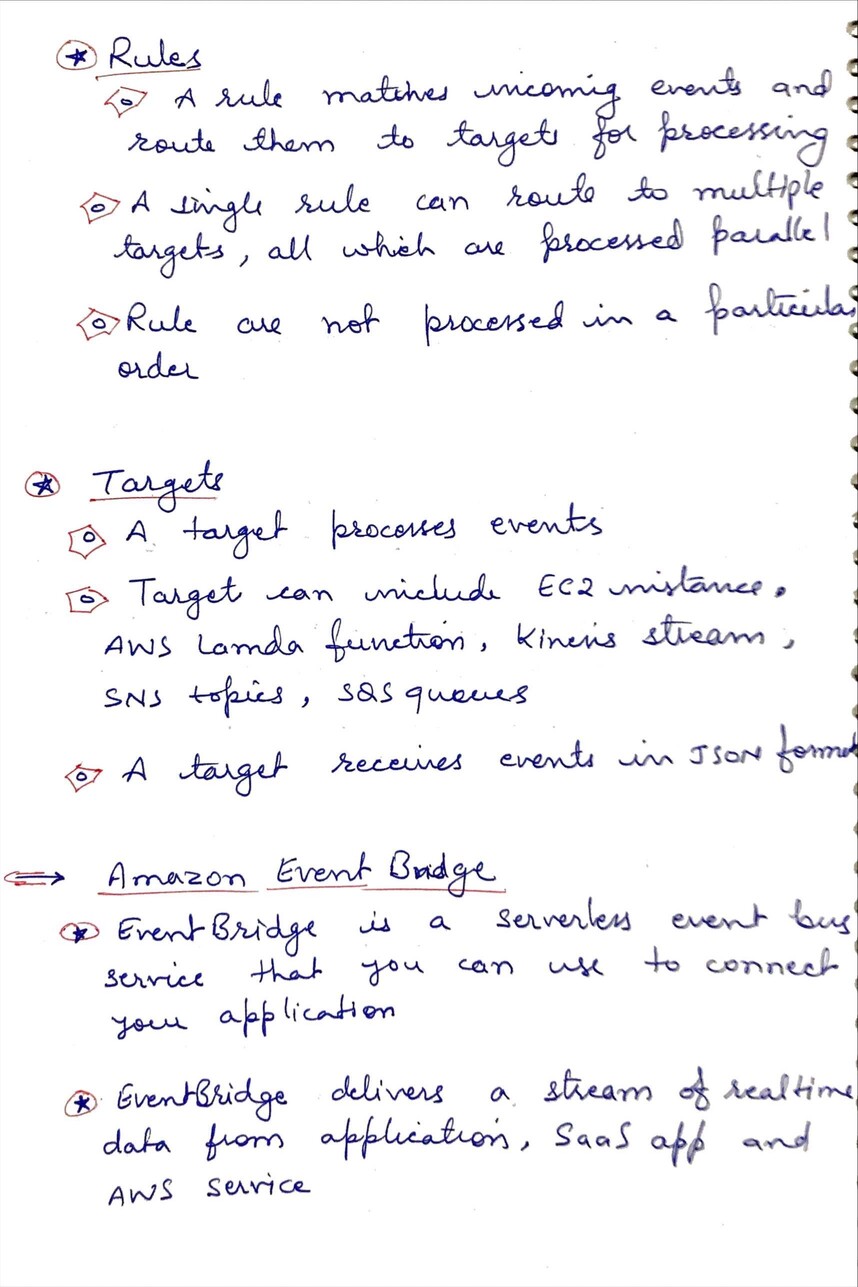 Rules
A rule matches incomig events and
route them to targets for processing
A single rule can route to multiple
targets, all which are processed parallel
Rule are not processed in a particular
order
Targets
A target processes events
Target can include EC2 instance.
AWS Lamda function, Kinesis stream,
SNS topics, SQS queues
A target receives events in JSON format
Amazon Event Bridge
EventBridge is a serverless event bus
service that you can use to connect
your application
EventBridge delivers a stream of realtime
data from application, SaaS app and
AWS service